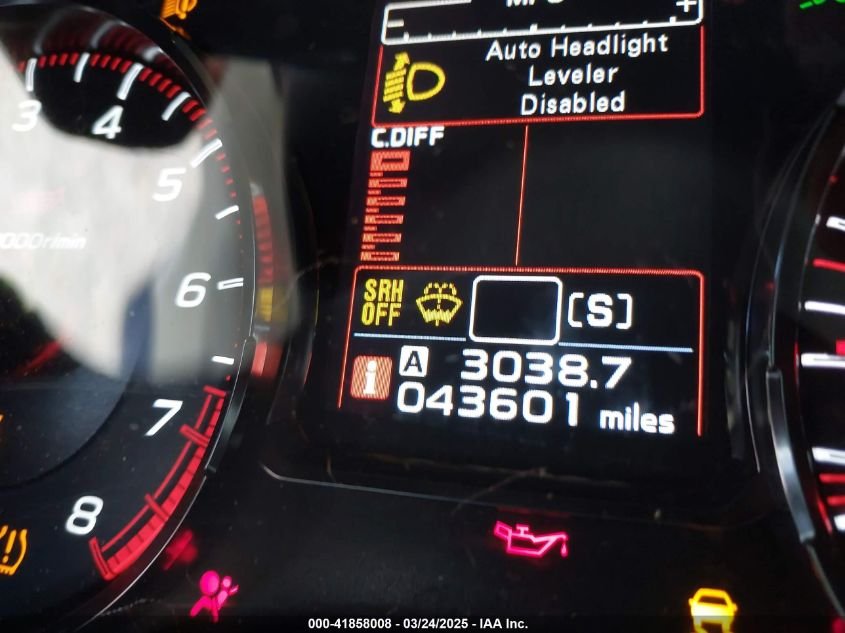 Auto Headlight
Leveler
Disabled
C.DIFF
3
4
5
6
7
8
SRH
OFF
[S]
A 3038.7
i 043601 miles
- +
000-41858008 - 03/24/2025 - IAA Inc.